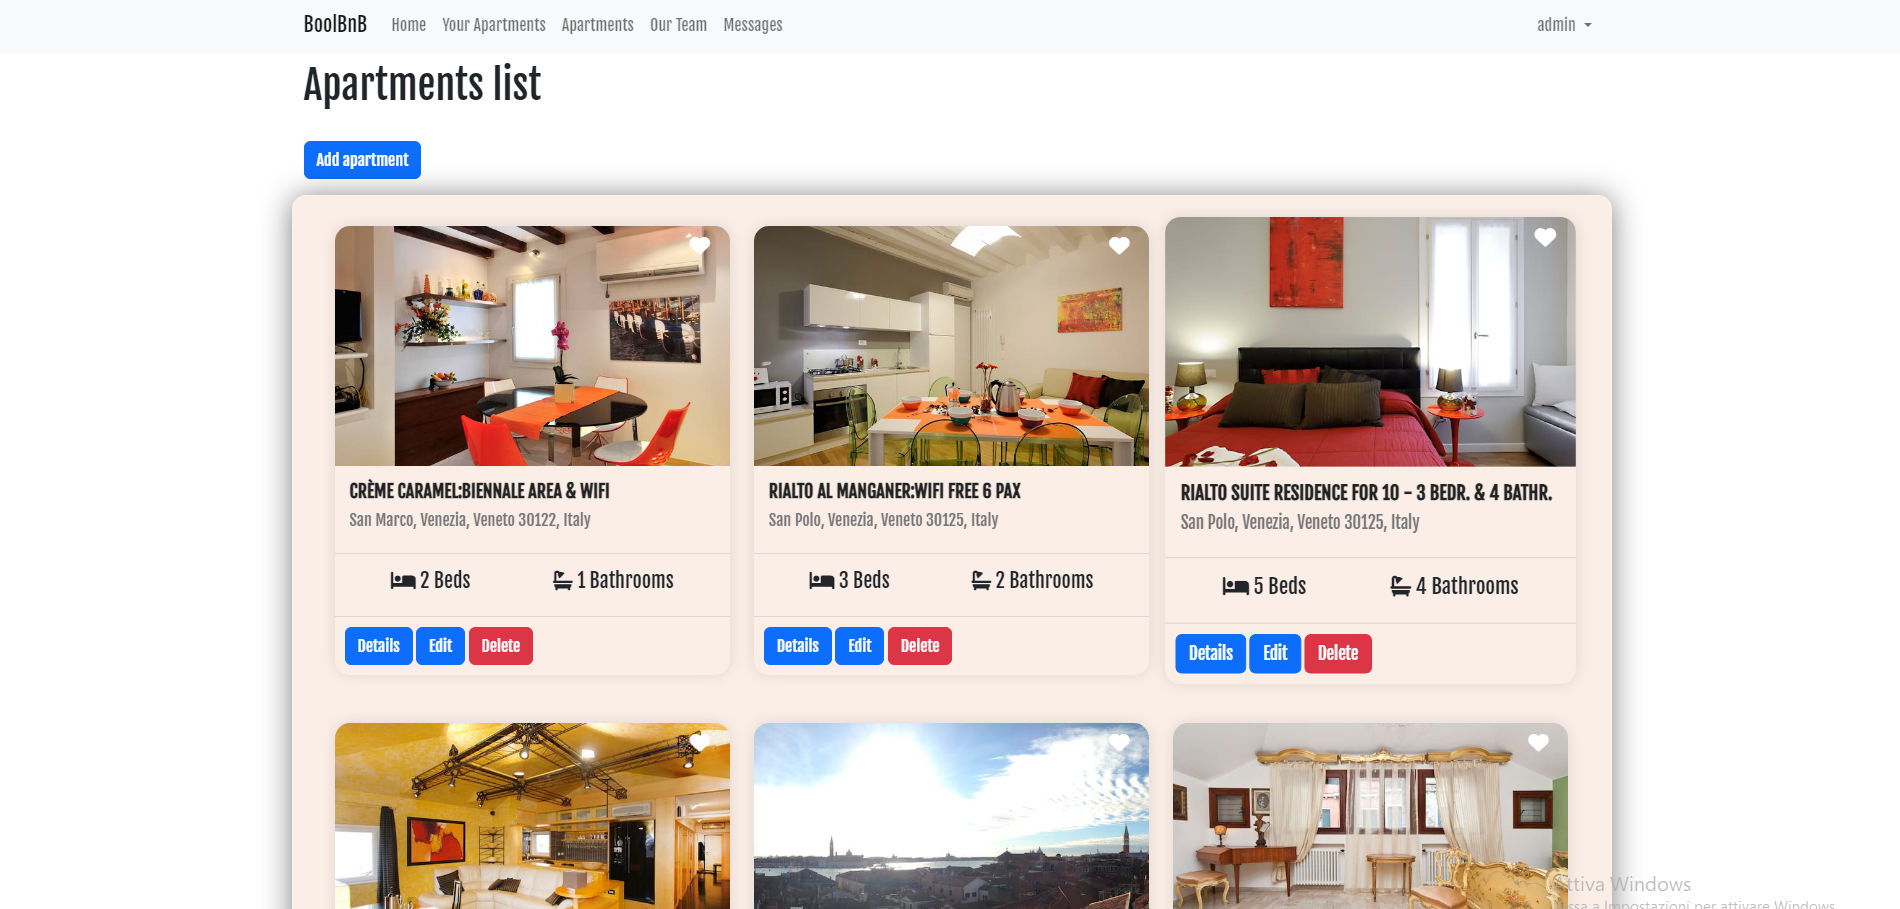 BoolBnB Home Your Apartments Apartments Our Team Messages admin
Apartments list
Add apartment
CRÈME CARAMEL:BIENNALE AREA & WIFI
San Marco, Venezia, Veneto 30122, Italy
2 Beds 1 Bathrooms
Details Edit Delete
RIALTO AL MANGANER:WIFI FREE 6 PAX
San Polo, Venezia, Veneto 30125, Italy
3 Beds 2 Bathrooms
Details Edit Delete
RIALTO SUITE RESIDENCE FOR 10 - 3 BEDR. & 4 BATHR.
San Polo, Venezia, Veneto 30125, Italy
5 Beds 4 Bathrooms
Details Edit Delete
Attiva Windows
Passa a Impostazioni per attivare Windows.